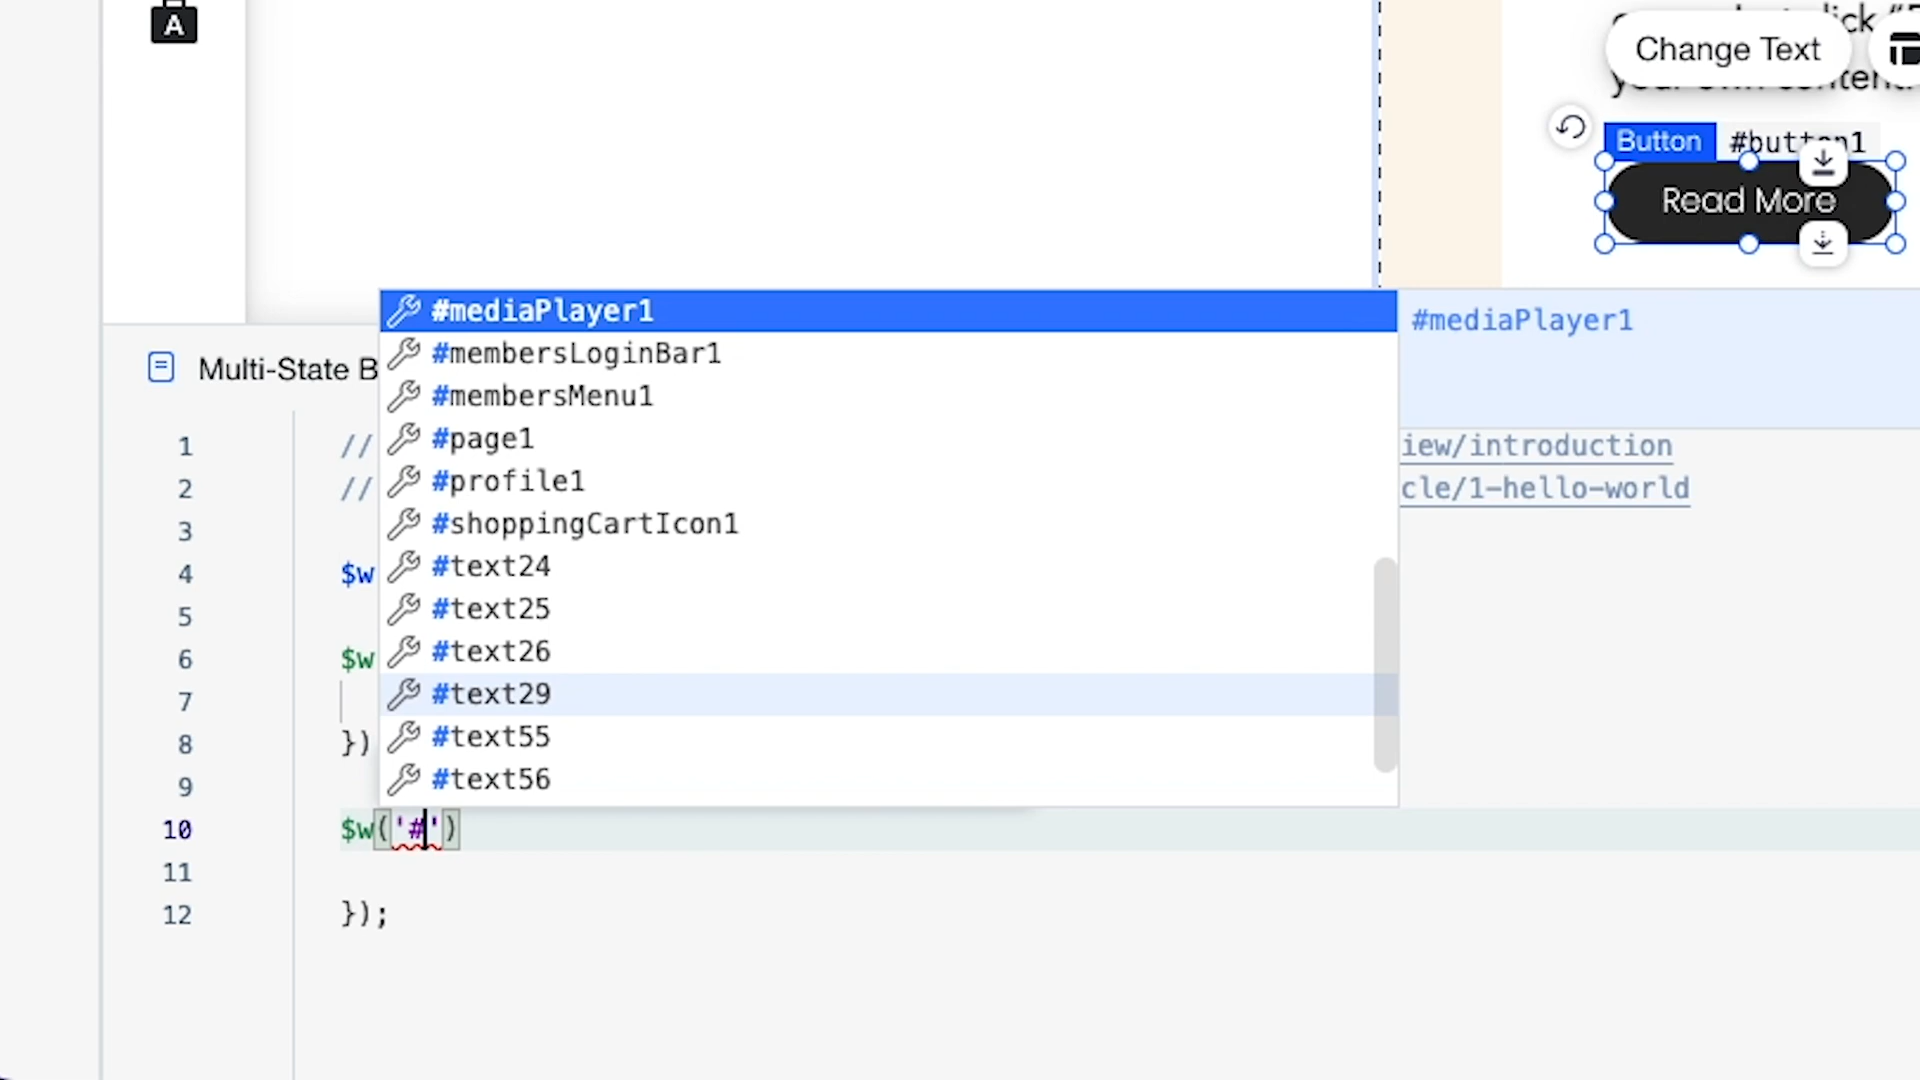 A
Change Text
Button #button1
Read More
#mediaPlayer1
#membersLoginBar1
#membersMenu1
#page1
#profile1
#shoppingCartIcon1
#text24
#text25
#text26
#text29
#text55
#text56
#mediaPlayer1
Multi-State B
1 // iew/introduction
2 // cle/1-hello-world
3
4 $w
5
6 $w
7
8 })
9
10 $w('#')
11
12 });